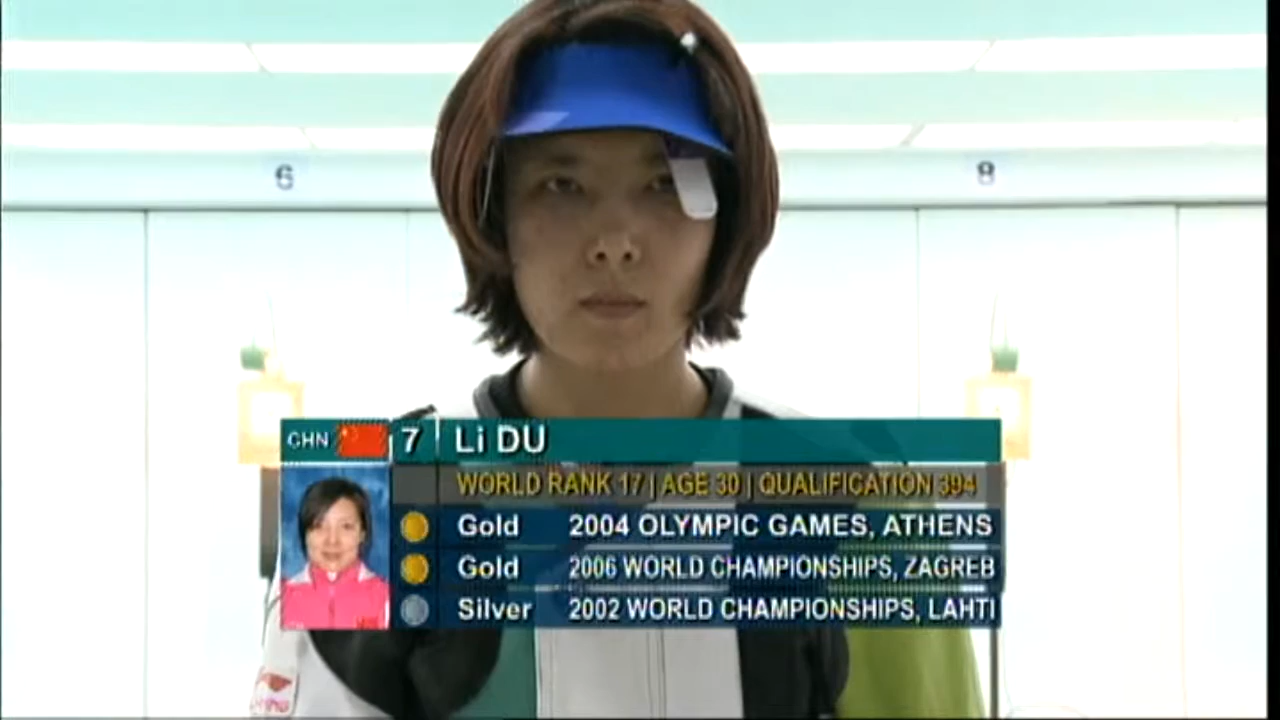 6
8
CHN 7 Li DU
WORLD RANK 17 | AGE 30 | QUALIFICATION 394
Gold 2004 OLYMPIC GAMES, ATHENS
Gold 2006 WORLD CHAMPIONSHIPS, ZAGREB
Silver 2002 WORLD CHAMPIONSHIPS, LAHTI